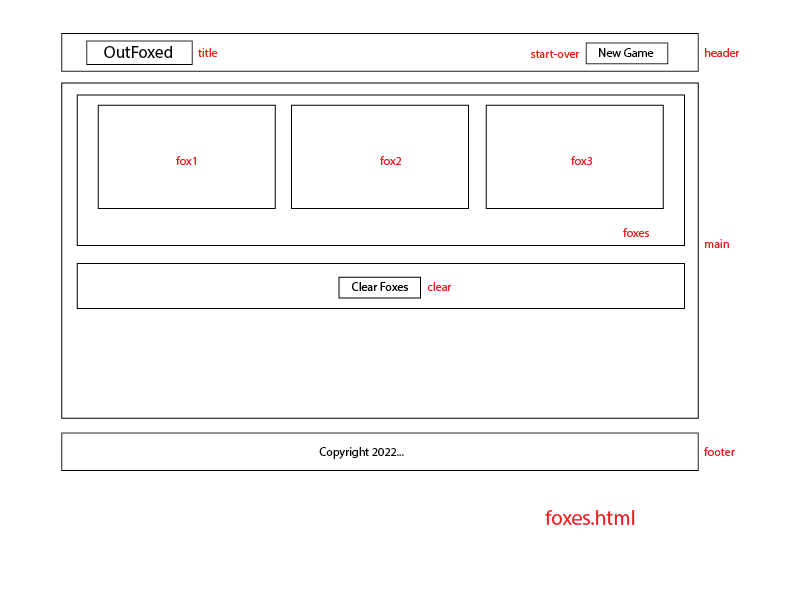 OutFoxed title start-over New Game header
fox1 fox2 fox3
foxes
main
Clear Foxes clear
Copyright 2022... footer
foxes.html